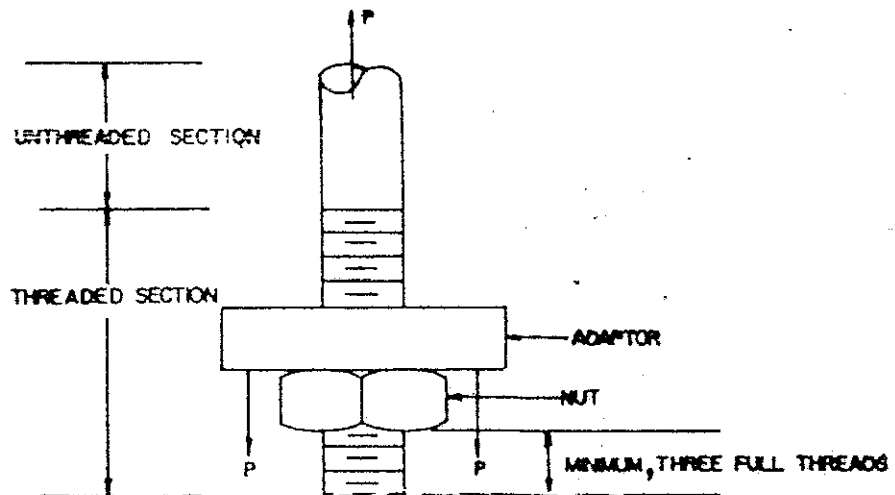 P
UNTHREADED SECTION
THREADED SECTION
ADAPTOR
NUT
P
P
MINIMUM, THREE FULL THREADS